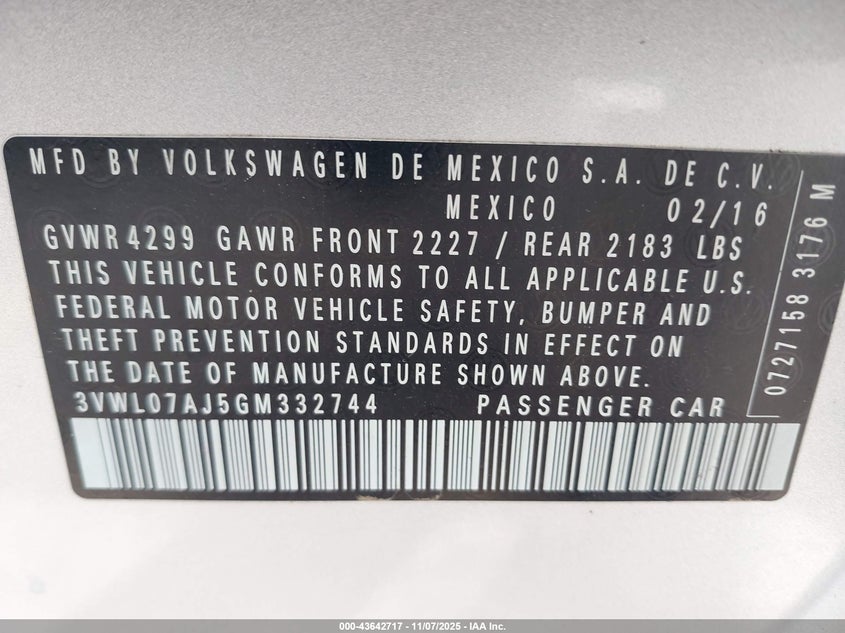 MFD BY VOLKSWAGEN DE MEXICO S.A. DE C.V.
MEXICO 02/16
GVWR 4299 GAWR FRONT 2227 / REAR 2183 LBS
THIS VEHICLE CONFORMS TO ALL APPLICABLE U.S.
FEDERAL MOTOR VEHICLE SAFETY, BUMPER AND
THEFT PREVENTION STANDARDS IN EFFECT ON
THE DATE OF MANUFACTURE SHOWN ABOVE.
3VWL07AJ5GM332744 PASSENGER CAR
0727158 3176 M
000-43642717 - 11/07/2025 - IAA Inc.